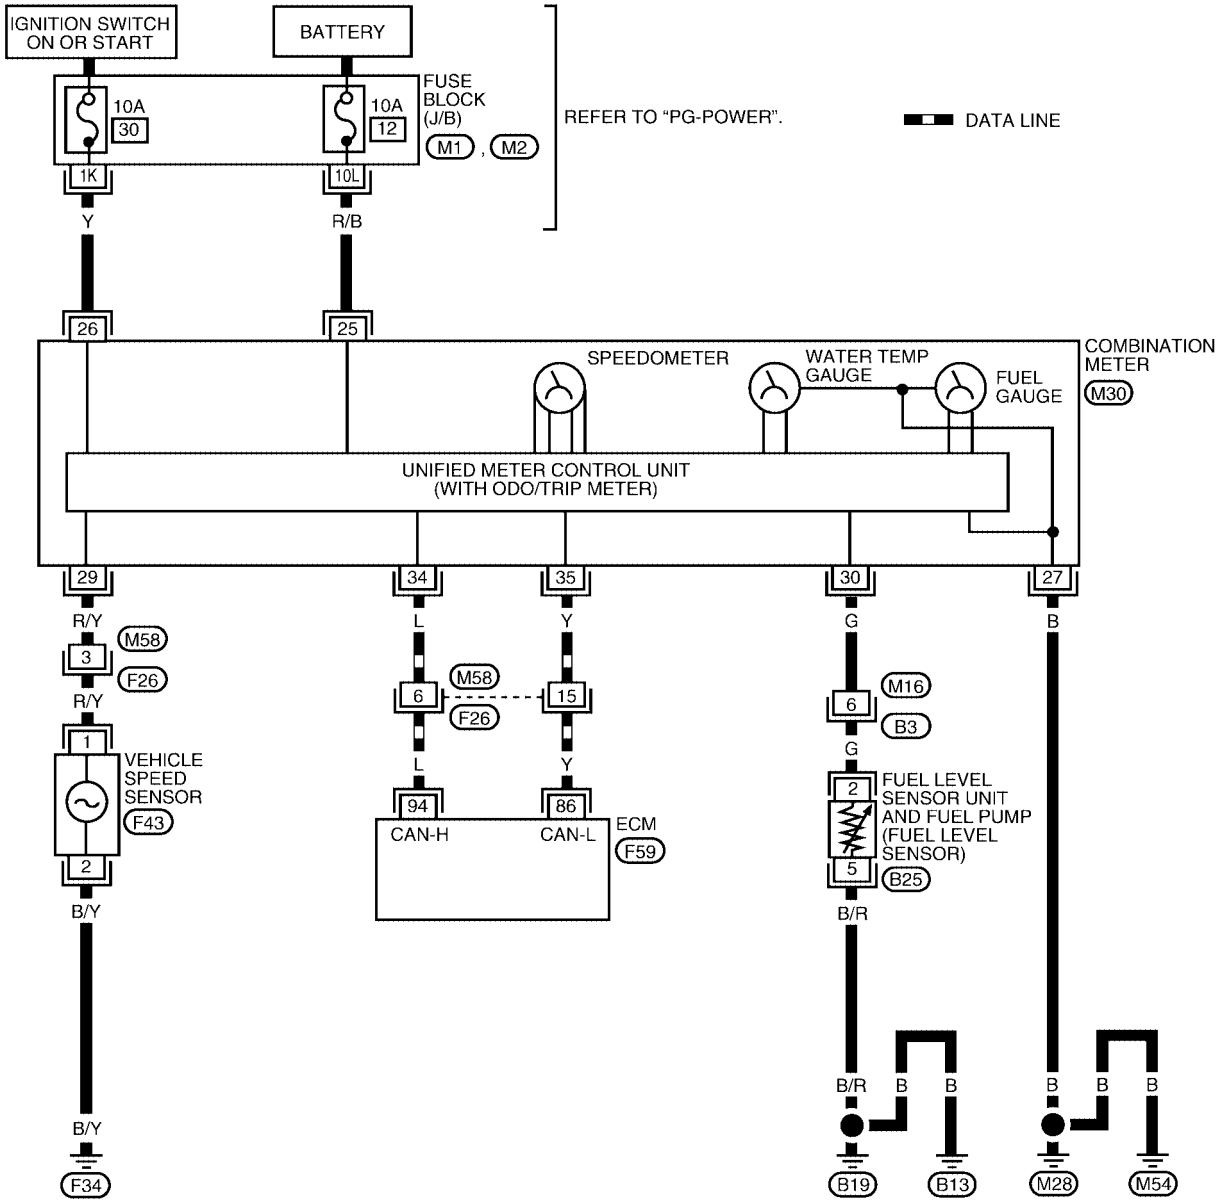 IGNITION SWITCH
ON OR START
BATTERY
10A
30
10A
12
FUSE
BLOCK
(J/B)
M1 , M2
REFER TO “PG-POWER”.
DATA LINE
1K
10L
Y
R/B
26
25
SPEEDOMETER
WATER TEMP
GAUGE
FUEL
GAUGE
COMBINATION
METER
M30
UNIFIED METER CONTROL UNIT
(WITH ODO/TRIP METER)
29
34
35
30
27
R/Y
L
Y
G
B
3
M58
F26
6
M58
F26
15
6
M16
B3
R/Y
L
Y
G
1
VEHICLE
SPEED
SENSOR
F43
2
94
86
CAN-H
CAN-L
ECM
F59
2
FUEL LEVEL
SENSOR UNIT
AND FUEL PUMP
(FUEL LEVEL
SENSOR)
5
B25
B/Y
B/R
B/R
B
B
B
B
B
B/Y
F34
B19
B13
M28
M54